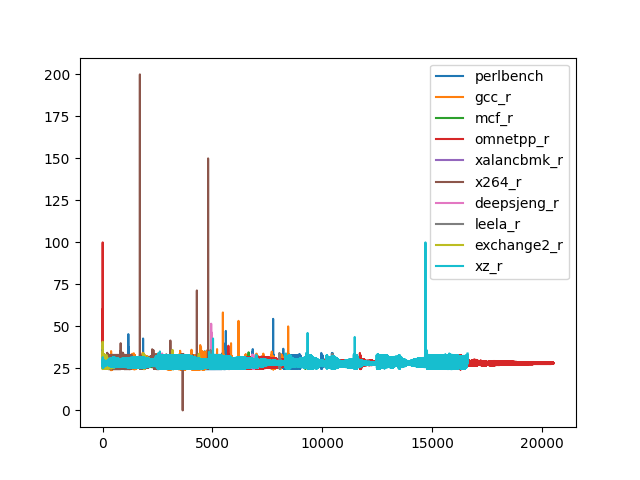 200
175
150
125
100
75
50
25
0
0
5000
10000
15000
20000
perlbench
gcc_r
mcf_r
omnetpp_r
xalancbmk_r
x264_r
deepsjeng_r
leela_r
exchange2_r
xz_r